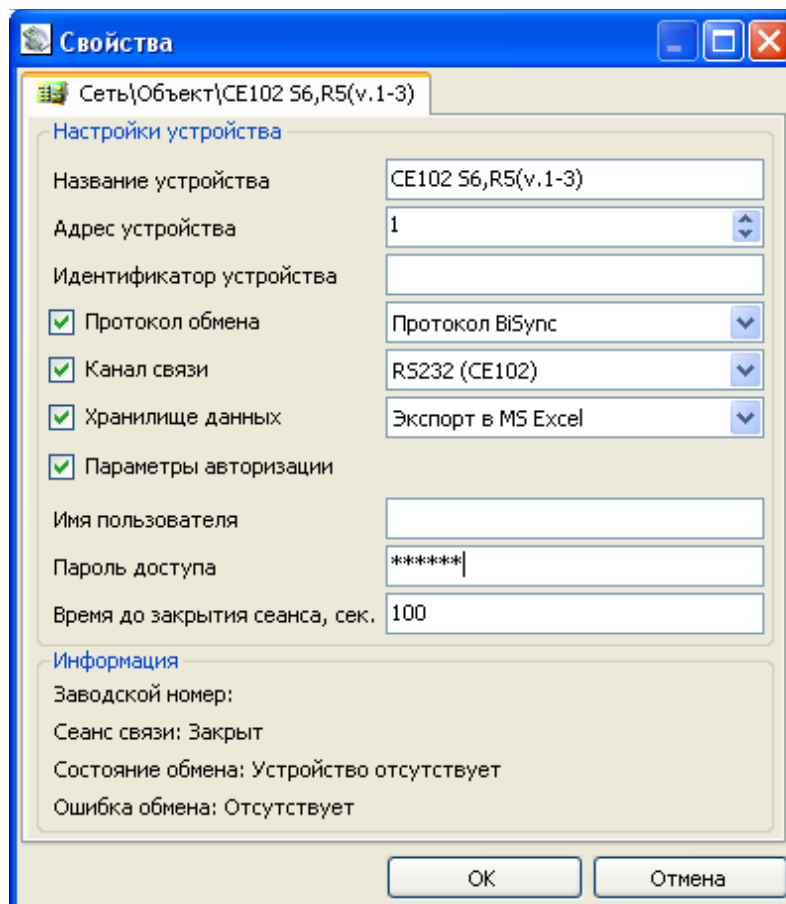 Свойства
Сеть\Объект\CE102 S6,R5(v.1-3)
Настройки устройства
Название устройства CE102 S6,R5(v.1-3)
Адрес устройства 1
Идентификатор устройства
Протокол обмена Протокол BiSync
Канал связи RS232 (CE102)
Хранилище данных Экспорт в MS Excel
Параметры авторизации
Имя пользователя
Пароль доступа ******
Время до закрытия сеанса, сек. 100
Информация
Заводской номер:
Сеанс связи: Закрыт
Состояние обмена: Устройство отсутствует
Ошибка обмена: Отсутствует
ОК Отмена